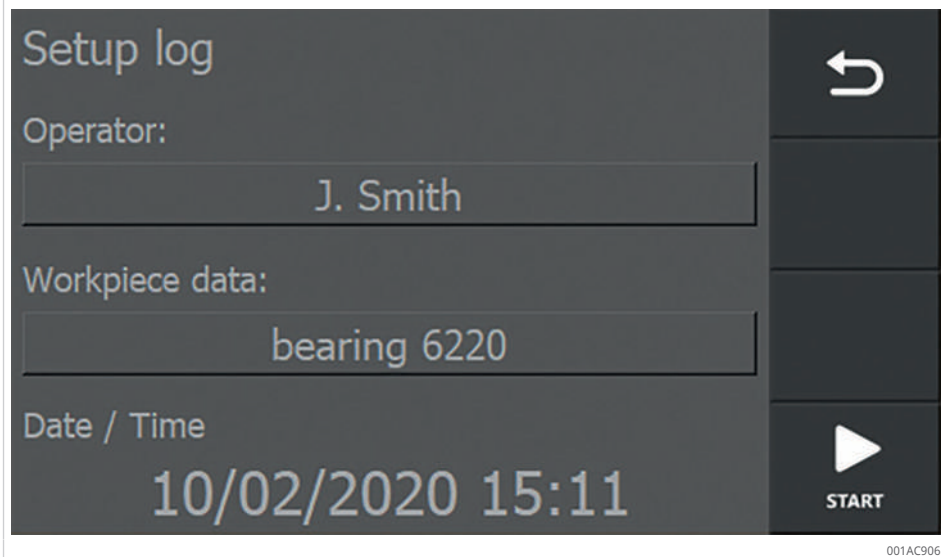 Setup log
Operator:
J. Smith
Workpiece data:
bearing 6220
Date / Time
10/02/2020 15:11
START
001AC906